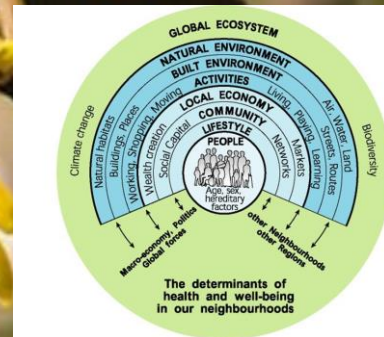 GLOBAL ECOSYSTEM
NATURAL ENVIRONMENT
BUILT ENVIRONMENT
ACTIVITIES
LOCAL ECONOMY
COMMUNITY
LIFESTYLE
PEOPLE
Climate change
Natural habitats
Buildings, Places
Working, Shopping, Moving
Wealth creation
Social Capital
Biodiversity
Air, Water, Land
Streets, Routes
Living, Playing, Learning
Markets
Networks
Age, sex,
hereditary
factors
Macro-economy, Politics
Global forces
other Neighbourhoods
other Regions
The determinants of
health and well-being
in our neighbourhoods